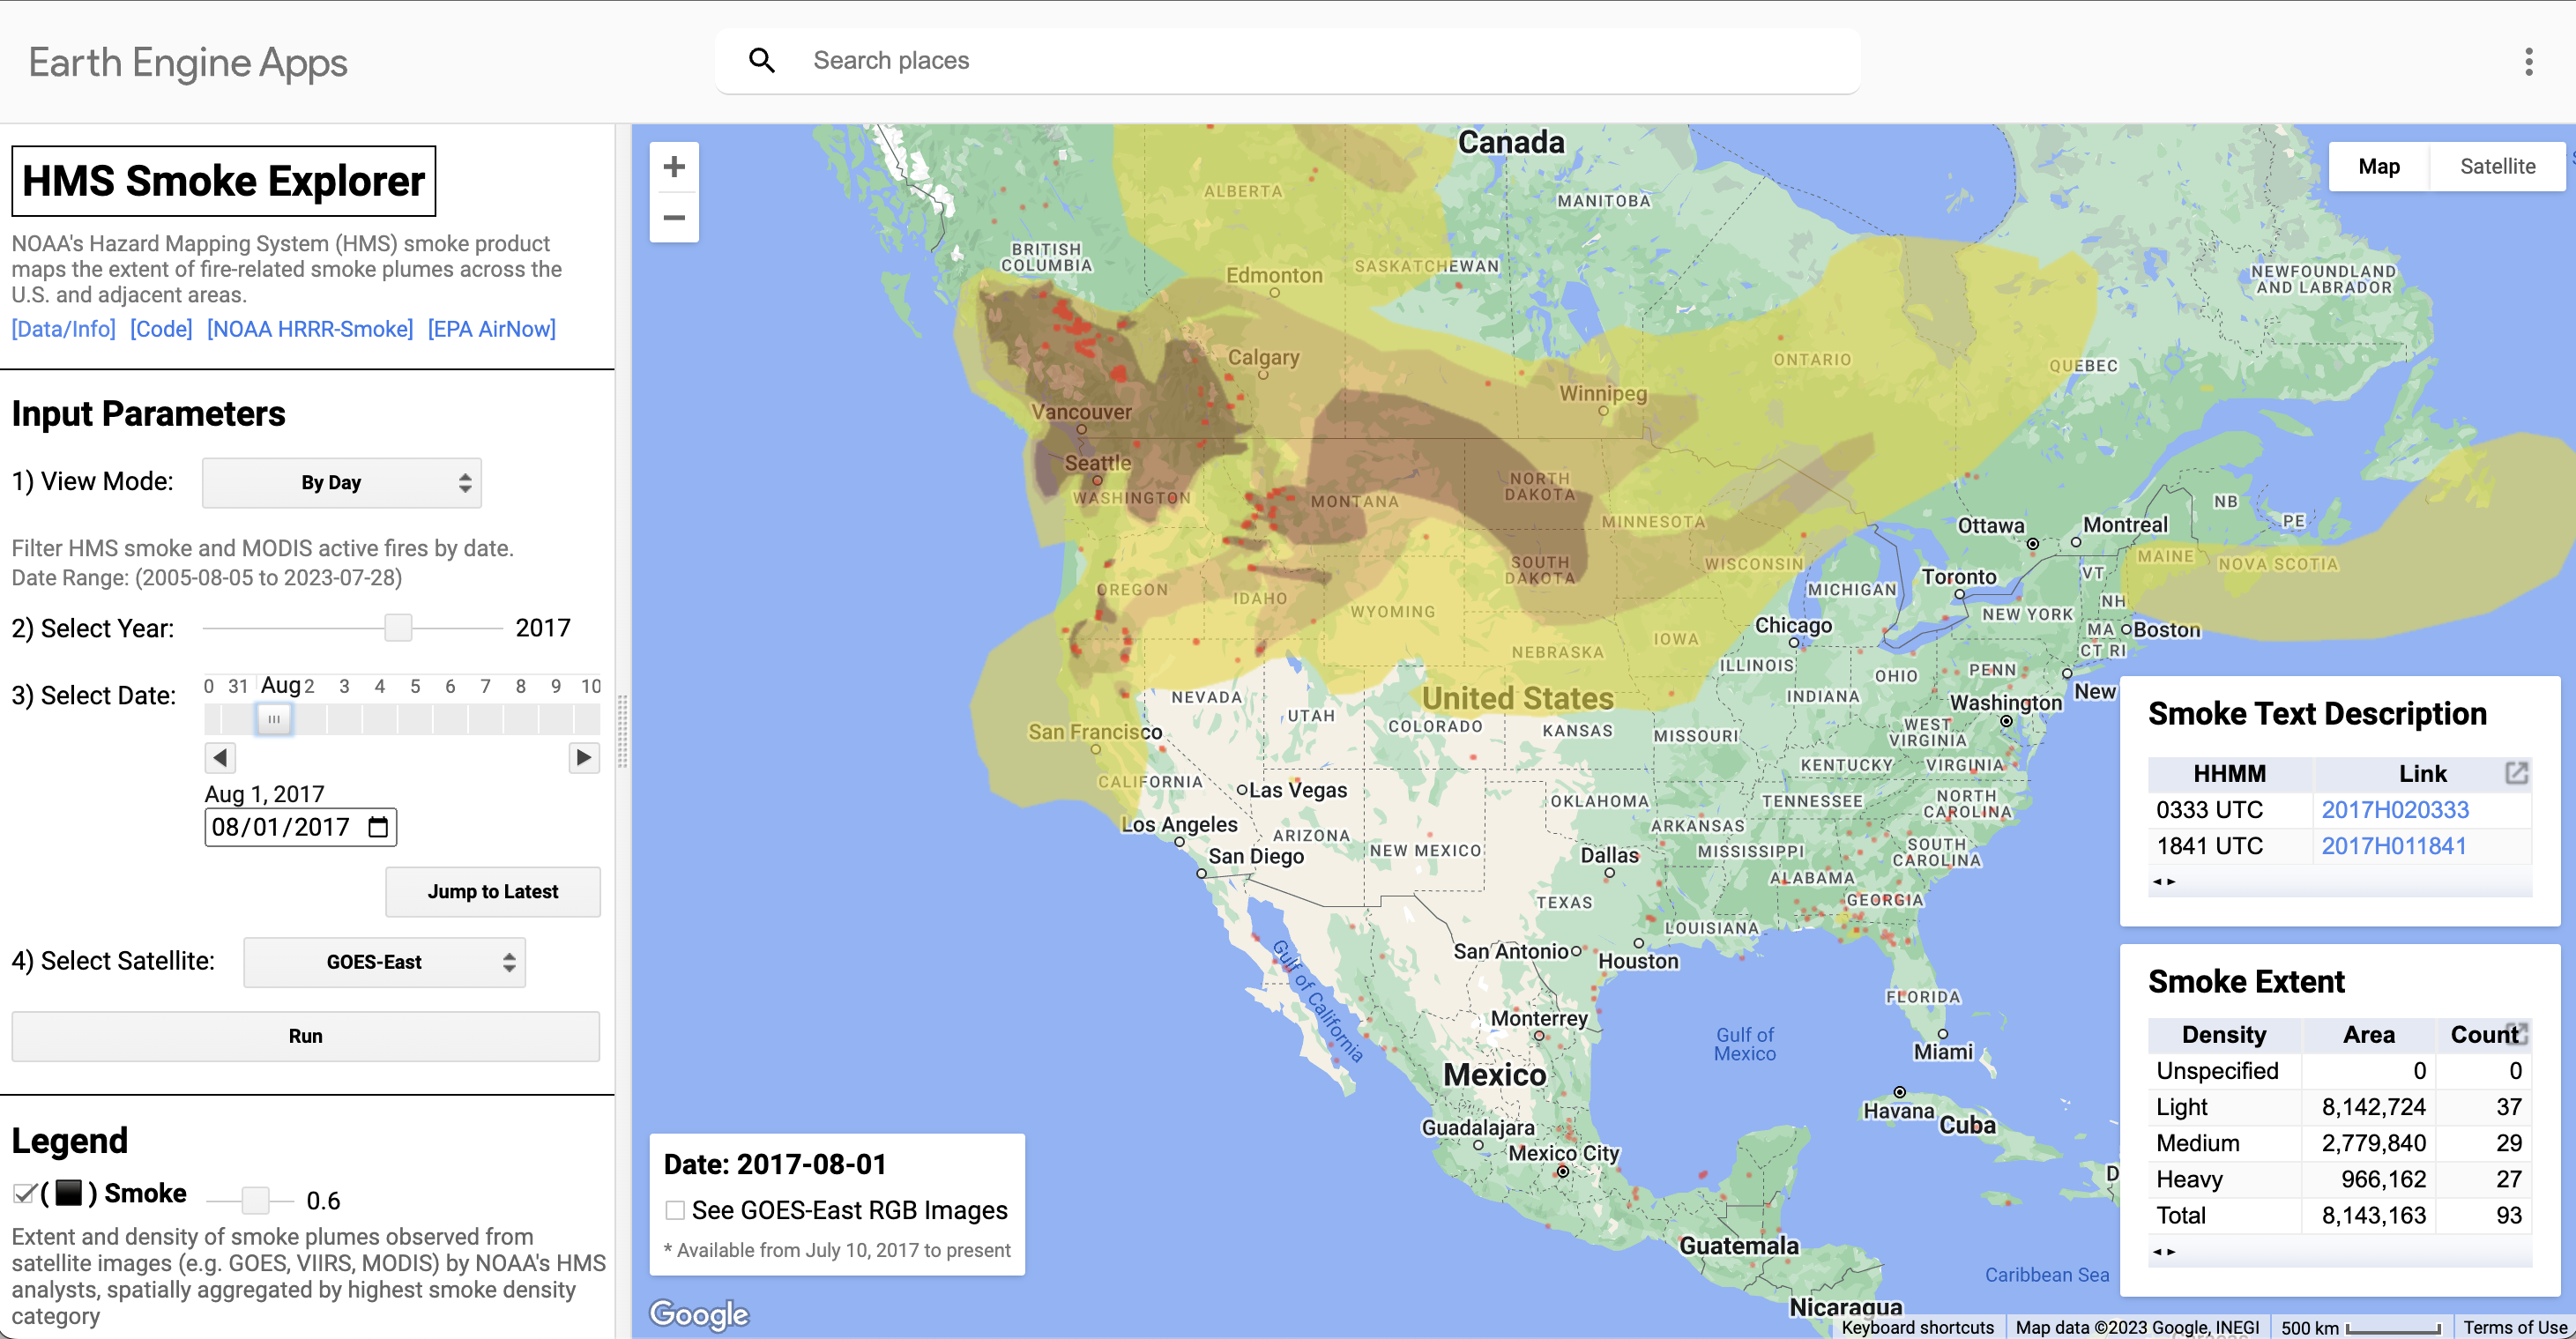 Earth Engine Apps
Search places
HMS Smoke Explorer
NOAA's Hazard Mapping System (HMS) smoke product
maps the extent of fire-related smoke plumes across the
U.S. and adjacent areas.
[Data/Info] [Code] [NOAA HRRR-Smoke] [EPA AirNow]
Input Parameters
1) View Mode: By Day
Filter HMS smoke and MODIS active fires by date.
Date Range: (2005-08-05 to 2023-07-28)
2) Select Year: 2017
3) Select Date: 0 31 Aug 2 3 4 5 6 7 8 9 10
Aug 1, 2017
08/01/2017
Jump to Latest
4) Select Satellite: GOES-East
Run
Legend
( ) Smoke 0.6
Extent and density of smoke plumes observed from
satellite images (e.g. GOES, VIIRS, MODIS) by NOAA's HMS
analysts, spatially aggregated by highest smoke density
category
Map Satellite
Canada
ALBERTA
MANITOBA
BRITISH
COLUMBIA
Edmonton
SASKATCHEWAN
NEWFOUNDLAND
AND LABRADOR
Calgary
ONTARIO
QUEBEC
Winnipeg
Vancouver
Seattle
WASHINGTON
MONTANA
NORTH
DAKOTA
MINNESOTA
Ottawa
Montreal
NB
PE
MAINE
NOVA SCOTIA
OREGON
IDAHO
WYOMING
SOUTH
DAKOTA
WISCONSIN
MICHIGAN
Toronto
VT
NH
NEW YORK
MA
Boston
CT RI
Chicago
IOWA
NEBRASKA
ILLINOIS
OHIO
PENN
INDIANA
New
NEVADA
UTAH
United States
COLORADO
KANSAS
MISSOURI
Washington
WEST
VIRGINIA
San Francisco
CALIFORNIA
Las Vegas
KENTUCKY
VIRGINIA
OKLAHOMA
TENNESSEE
NORTH
CAROLINA
Los Angeles
ARIZONA
NEW MEXICO
ARKANSAS
MISSISSIPPI
SOUTH
CAROLINA
San Diego
Dallas
ALABAMA
GEORGIA
TEXAS
LOUISIANA
San Antonio
Houston
Gulf of California
FLORIDA
Monterrey
Gulf of
Mexico
Miami
Mexico
Havana
Cuba
Guadalajara
Mexico City
D
Guatemala
Caribbean Sea
Nicaragua
Smoke Text Description
HHMM Link
0333 UTC 2017H020333
1841 UTC 2017H011841
Smoke Extent
Density Area Count
Unspecified 0 0
Light 8,142,724 37
Medium 2,779,840 29
Heavy 966,162 27
Total 8,143,163 93
Date: 2017-08-01
See GOES-East RGB Images
* Available from July 10, 2017 to present
Google
Keyboard shortcuts Map data ©2023 Google, INEGI 500 km Terms of Use